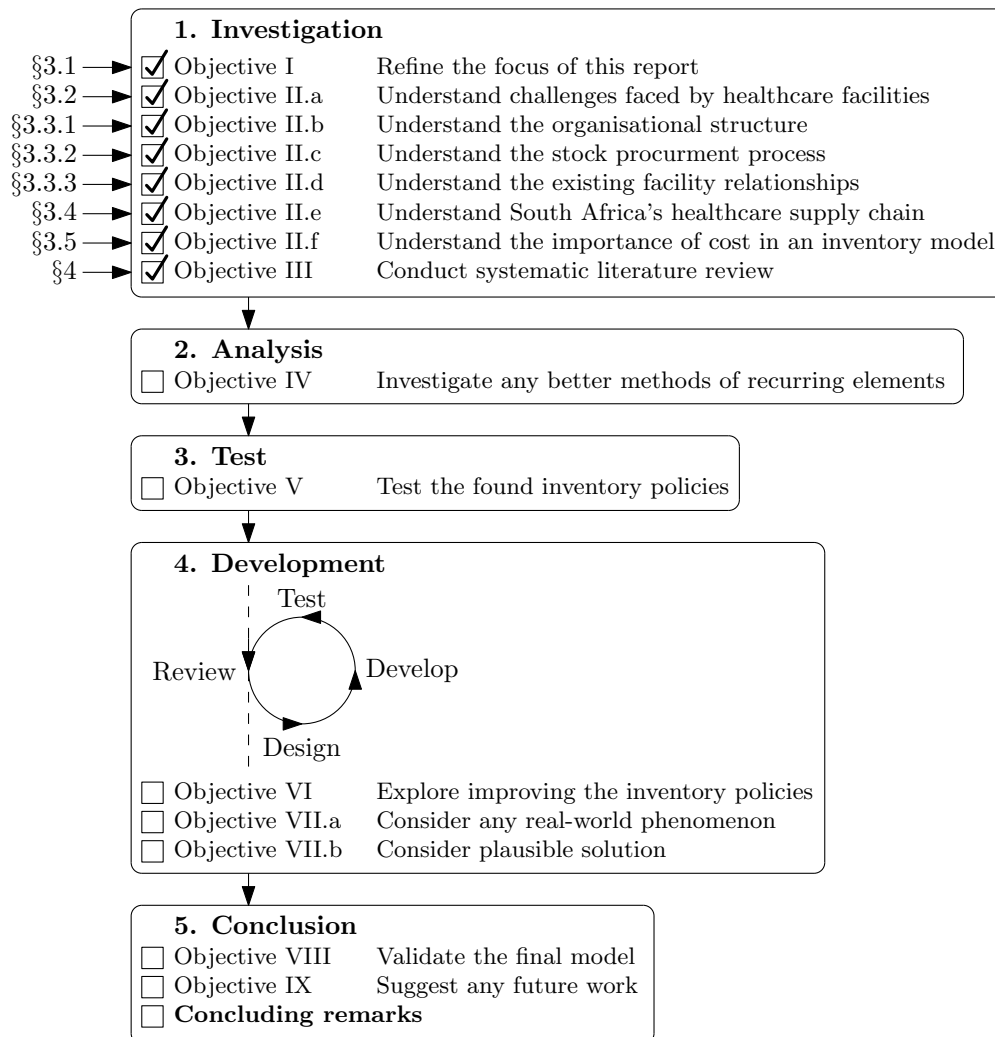 1. Investigation
§3.1 Objective I Refine the focus of this report
§3.2 Objective II.a Understand challenges faced by healthcare facilities
§3.3.1 Objective II.b Understand the organisational structure
§3.3.2 Objective II.c Understand the stock procurment process
§3.3.3 Objective II.d Understand the existing facility relationships
§3.4 Objective II.e Understand South Africa's healthcare supply chain
§3.5 Objective II.f Understand the importance of cost in an inventory model
§4 Objective III Conduct systematic literature review
2. Analysis
Objective IV Investigate any better methods of recurring elements
3. Test
Objective V Test the found inventory policies
4. Development
Test
Review Develop
Design
Objective VI Explore improving the inventory policies
Objective VII.a Consider any real-world phenomenon
Objective VII.b Consider plausible solution
5. Conclusion
Objective VIII Validate the final model
Objective IX Suggest any future work
Concluding remarks